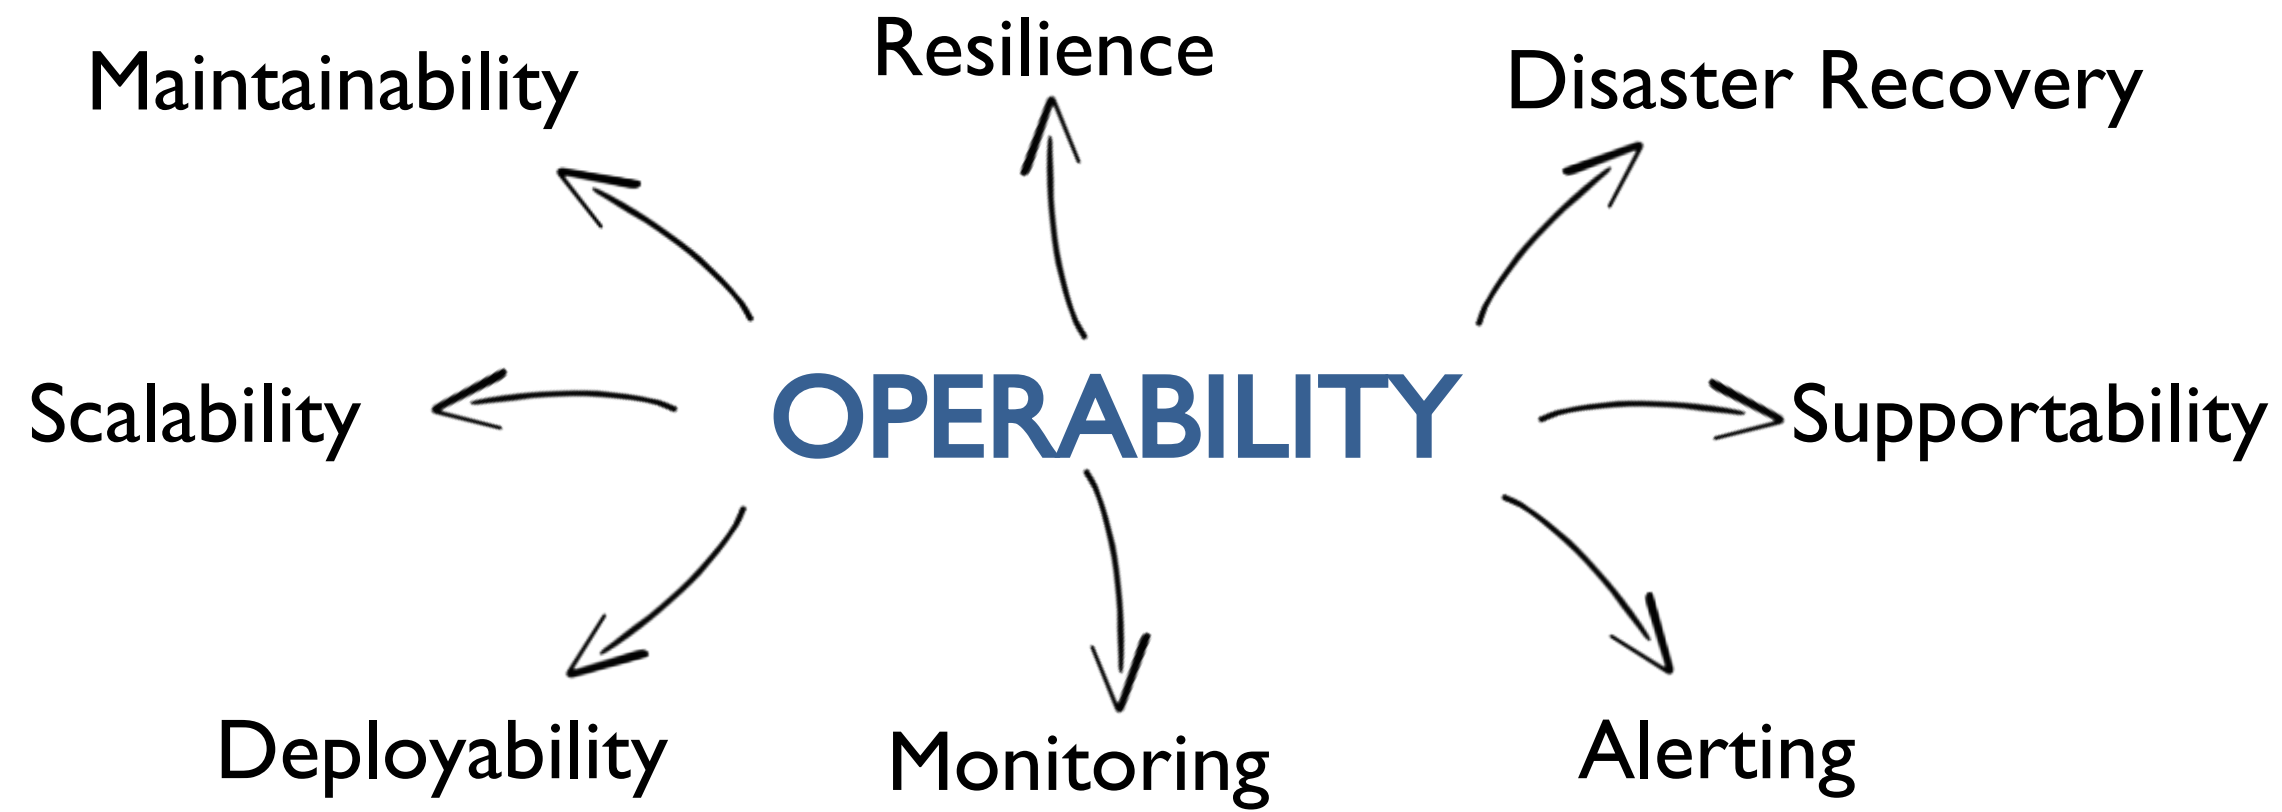 Resilience
Maintainability
Disaster Recovery
Scalability
OPERABILITY
Supportability
Deployability
Monitoring
Alerting